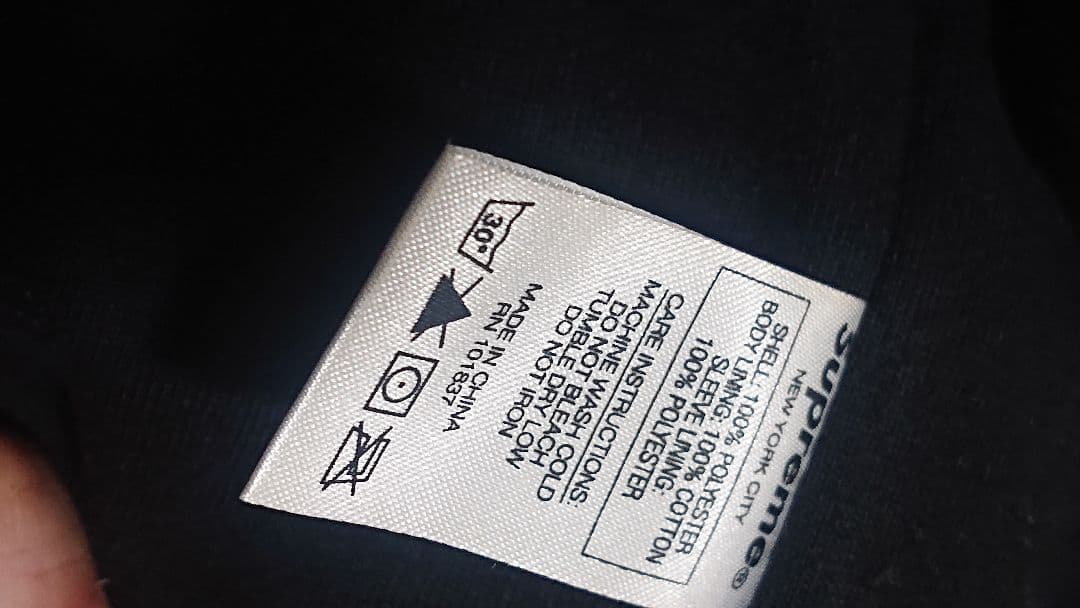 Supreme®
NEW YORK CITY
SHELL: 100% POLYESTER
BODY LINING: 100% COTTON
SLEEVE LINING:
100% POLYESTER
CARE INSTRUCTIONS:
MACHINE WASH COLD
DO NOT BLEACH
TUMBLE DRY LOW
DO NOT IRON
MADE IN CHINA
RN 101837
30°